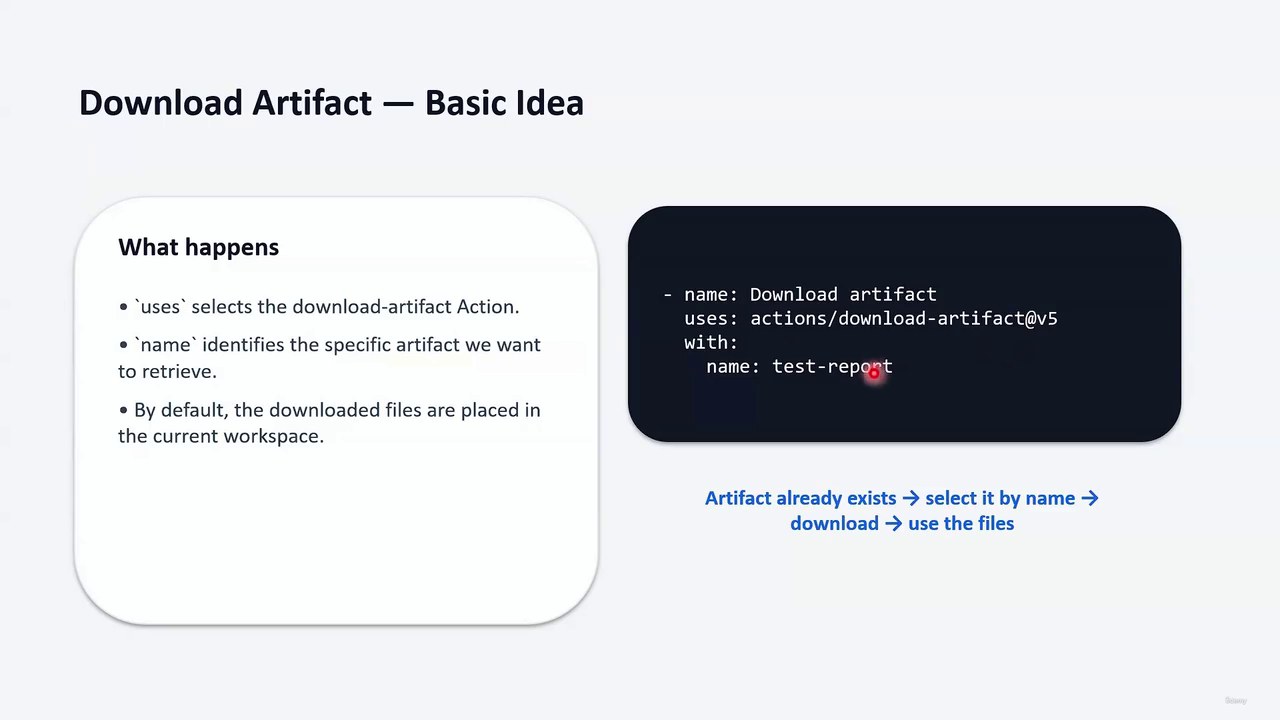 Download Artifact — Basic Idea
What happens
• `uses` selects the download-artifact Action.
• `name` identifies the specific artifact we want
to retrieve.
• By default, the downloaded files are placed in
the current workspace.
- name: Download artifact
  uses: actions/download-artifact@v5
  with:
    name: test-report
Artifact already exists → select it by name →
download → use the files